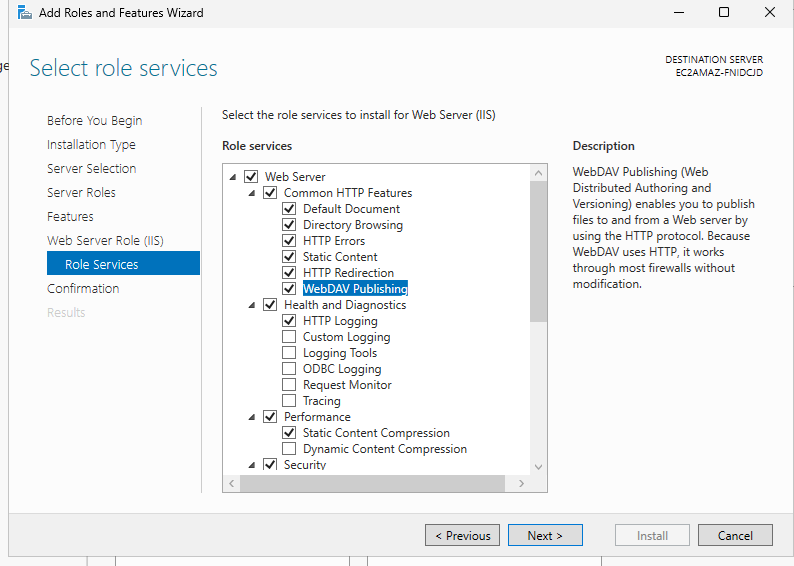 Add Roles and Features Wizard
Select role services
DESTINATION SERVER
EC2AMAZ-FNIDCJD
Before You Begin
Installation Type
Server Selection
Server Roles
Features
Web Server Role (IIS)
Role Services
Confirmation
Results
Select the role services to install for Web Server (IIS)
Role services
Web Server
Common HTTP Features
Default Document
Directory Browsing
HTTP Errors
Static Content
HTTP Redirection
WebDAV Publishing
Health and Diagnostics
HTTP Logging
Custom Logging
Logging Tools
ODBC Logging
Request Monitor
Tracing
Performance
Static Content Compression
Dynamic Content Compression
Security
Description
WebDAV Publishing (Web
Distributed Authoring and
Versioning) enables you to publish
files to and from a Web server by
using the HTTP protocol. Because
WebDAV uses HTTP, it works
through most firewalls without
modification.
< Previous
Next >
Install
Cancel